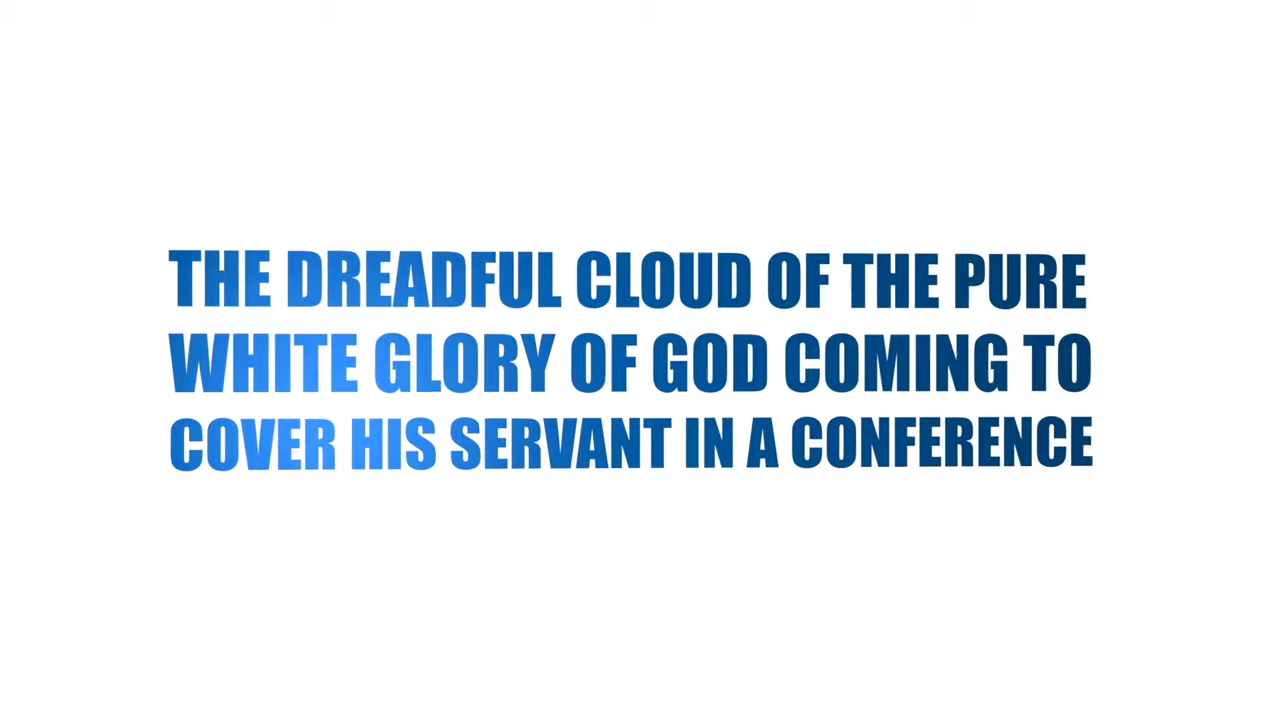 THE DREADFUL CLOUD OF THE PURE
WHITE GLORY OF GOD COMING TO
COVER HIS SERVANT IN A CONFERENCE